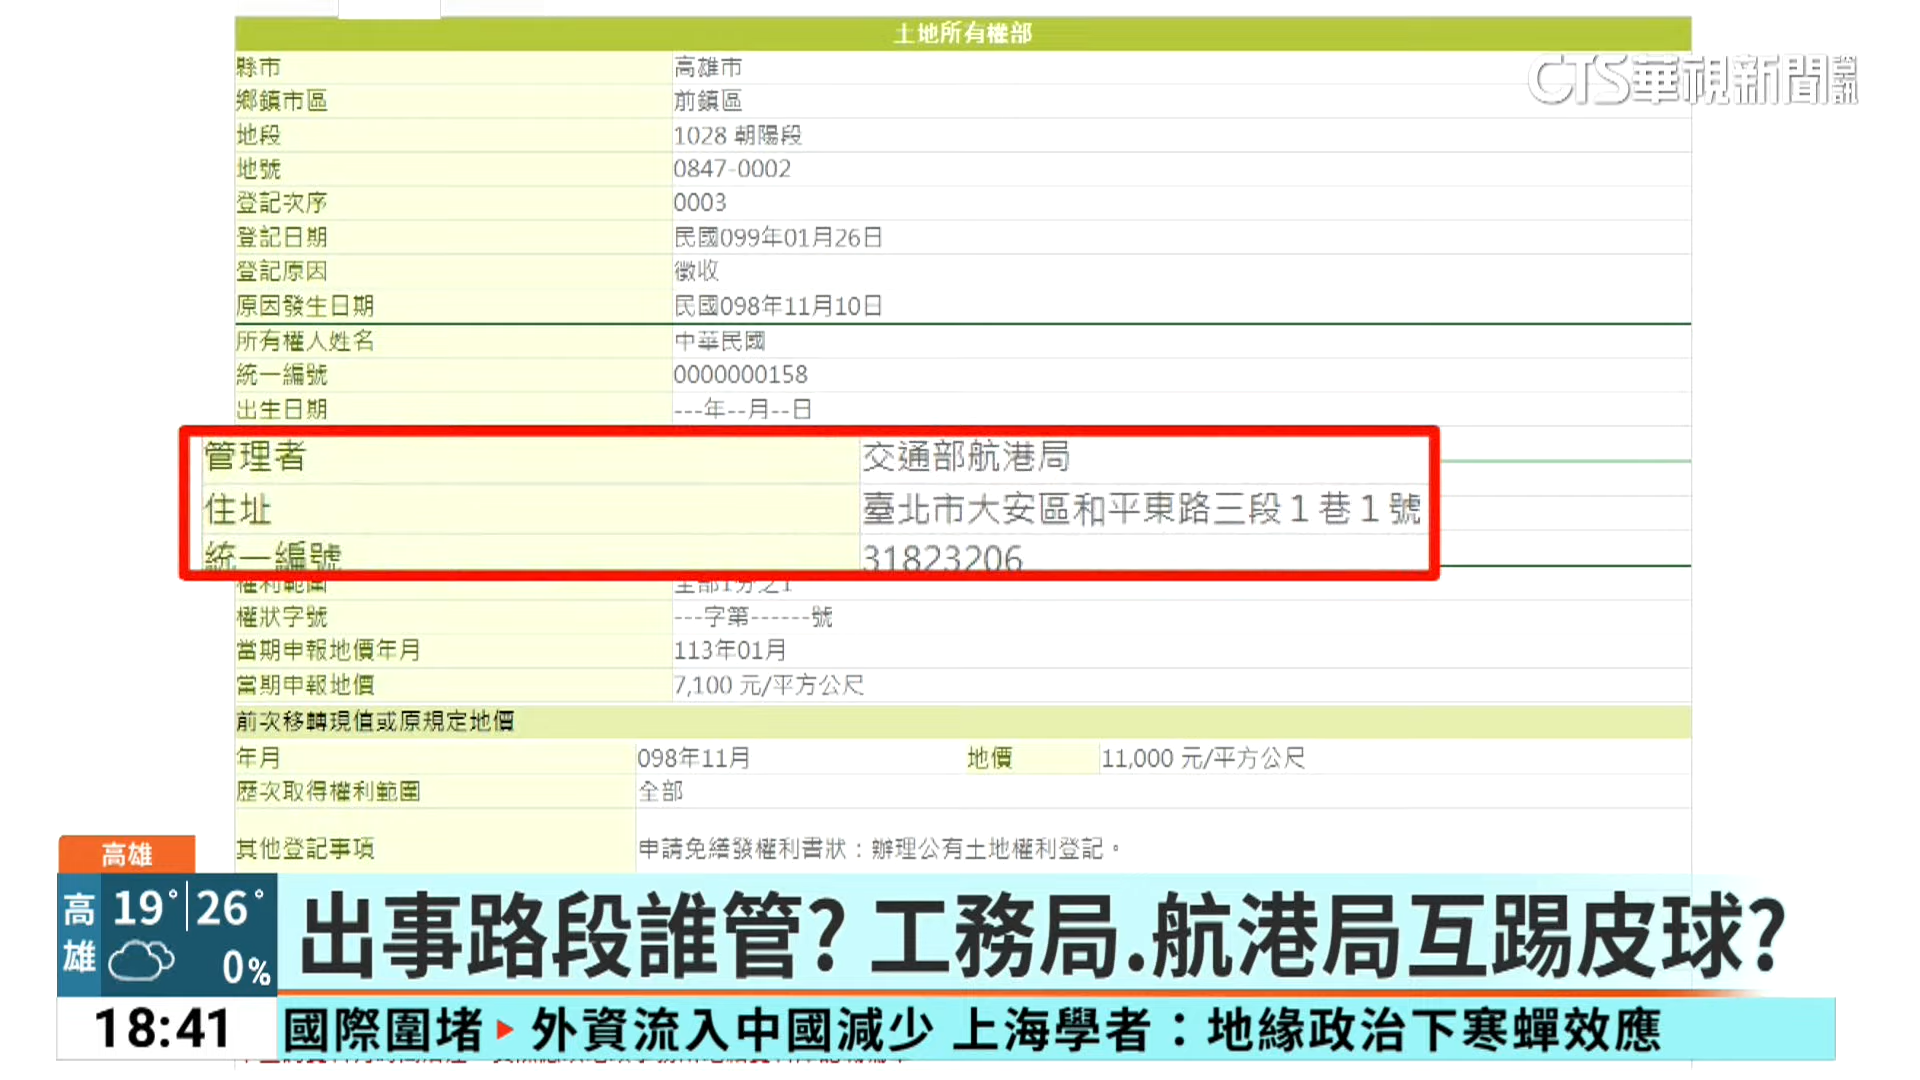 土地所有權部
CTS華視新聞資訊
縣市 高雄市
鄉鎮市區 前鎮區
地段 1028 朝陽段
地號 0847-0002
登記次序 0003
登記日期 民國099年01月26日
登記原因 徵收
原因發生日期 民國098年11月10日
所有權人姓名 中華民國
統一編號 0000000158
出生日期 ---年--月--日
管理者 交通部航港局
住址 臺北市大安區和平東路三段1巷1號
統一編號 31823206
權利範圍 全部1分之1
權狀字號 ---字第------號
當期申報地價年月 113年01月
當期申報地價 7,100 元/平方公尺
前次移轉現值或原規定地價
年月 098年11月 地價 11,000 元/平方公尺
歷次取得權利範圍 全部
其他登記事項 申請免繕發權利書狀：辦理公有土地權利登記。
高雄
高雄 19° 26° 0%
出事路段誰管? 工務局.航港局互踢皮球?
18:41 國際圍堵▶外資流入中國減少 上海學者：地緣政治下寒蟬效應